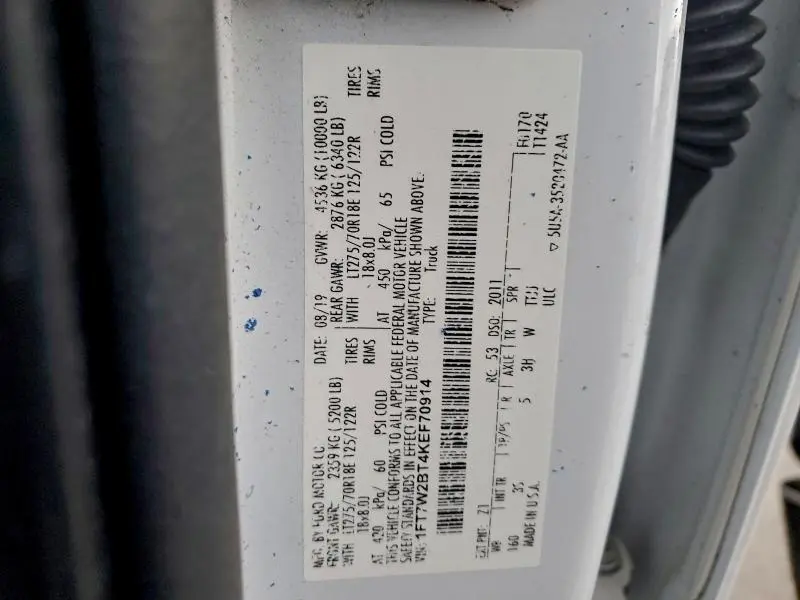 MFD. BY FORD MOTOR CO.
DATE: 08/19 GVWR: 4536 KG (10000 LB)
FRONT GAWR: 2359 KG (5200 LB) REAR GAWR: 2876 KG (6340 LB)
WITH LT275/70R18E 125/122R TIRES WITH LT275/70R18E 125/122R TIRES
18x8.0J RIMS 18x8.0J RIMS
AT 420 kPa/ 60 PSI COLD AT 450 kPa/ 65 PSI COLD
THIS VEHICLE CONFORMS TO ALL APPLICABLE FEDERAL MOTOR VEHICLE
SAFETY STANDARDS IN EFFECT ON THE DATE OF MANUFACTURE SHOWN ABOVE.
VIN: 1FT7W2BT4KEF70914 TYPE: Truck
EXT PNT: Z1 RC: 53 DSO: 2011
WB INT TR TP/PS R AXLE TR SPR
160 3S 5 3H W
F0170
T1424
MADE IN U.S.A. ULC
▽ 5U5A-3520472-AA